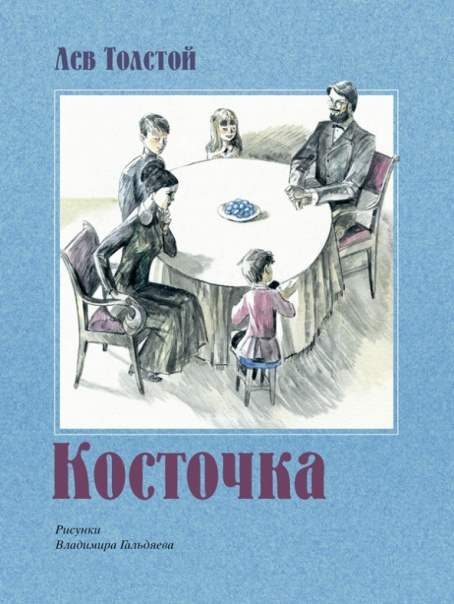 Лев Толстой
Косточка
Рисунки
Владимира Гальдяева